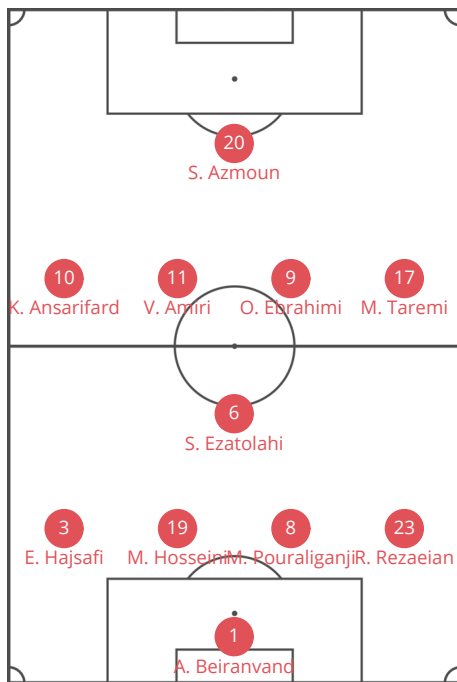 20
S. Azmoun
10 11 9 17
K. Ansarifard V. Amiri O. Ebrahimi M. Taremi
6
S. Ezatolahi
3 19 8 23
E. Hajsafi M. Hosseini M. Pouraliganji R. Rezaeian
1
A. Beiranvand